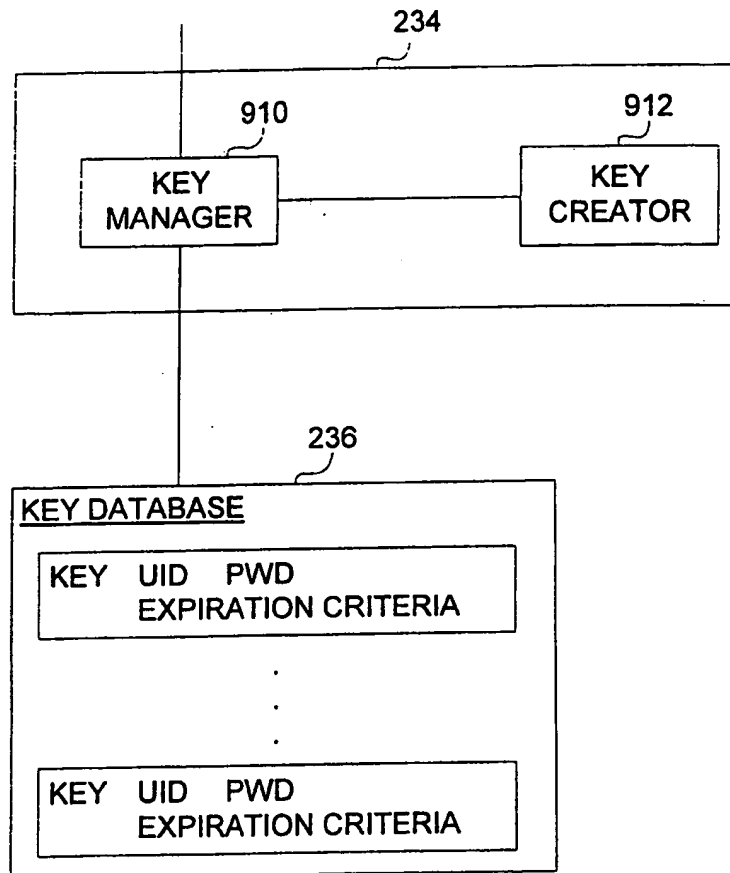 234
910
912
KEY
MANAGER
KEY
CREATOR
236
KEY DATABASE
KEY UID PWD
EXPIRATION CRITERIA
KEY UID PWD
EXPIRATION CRITERIA